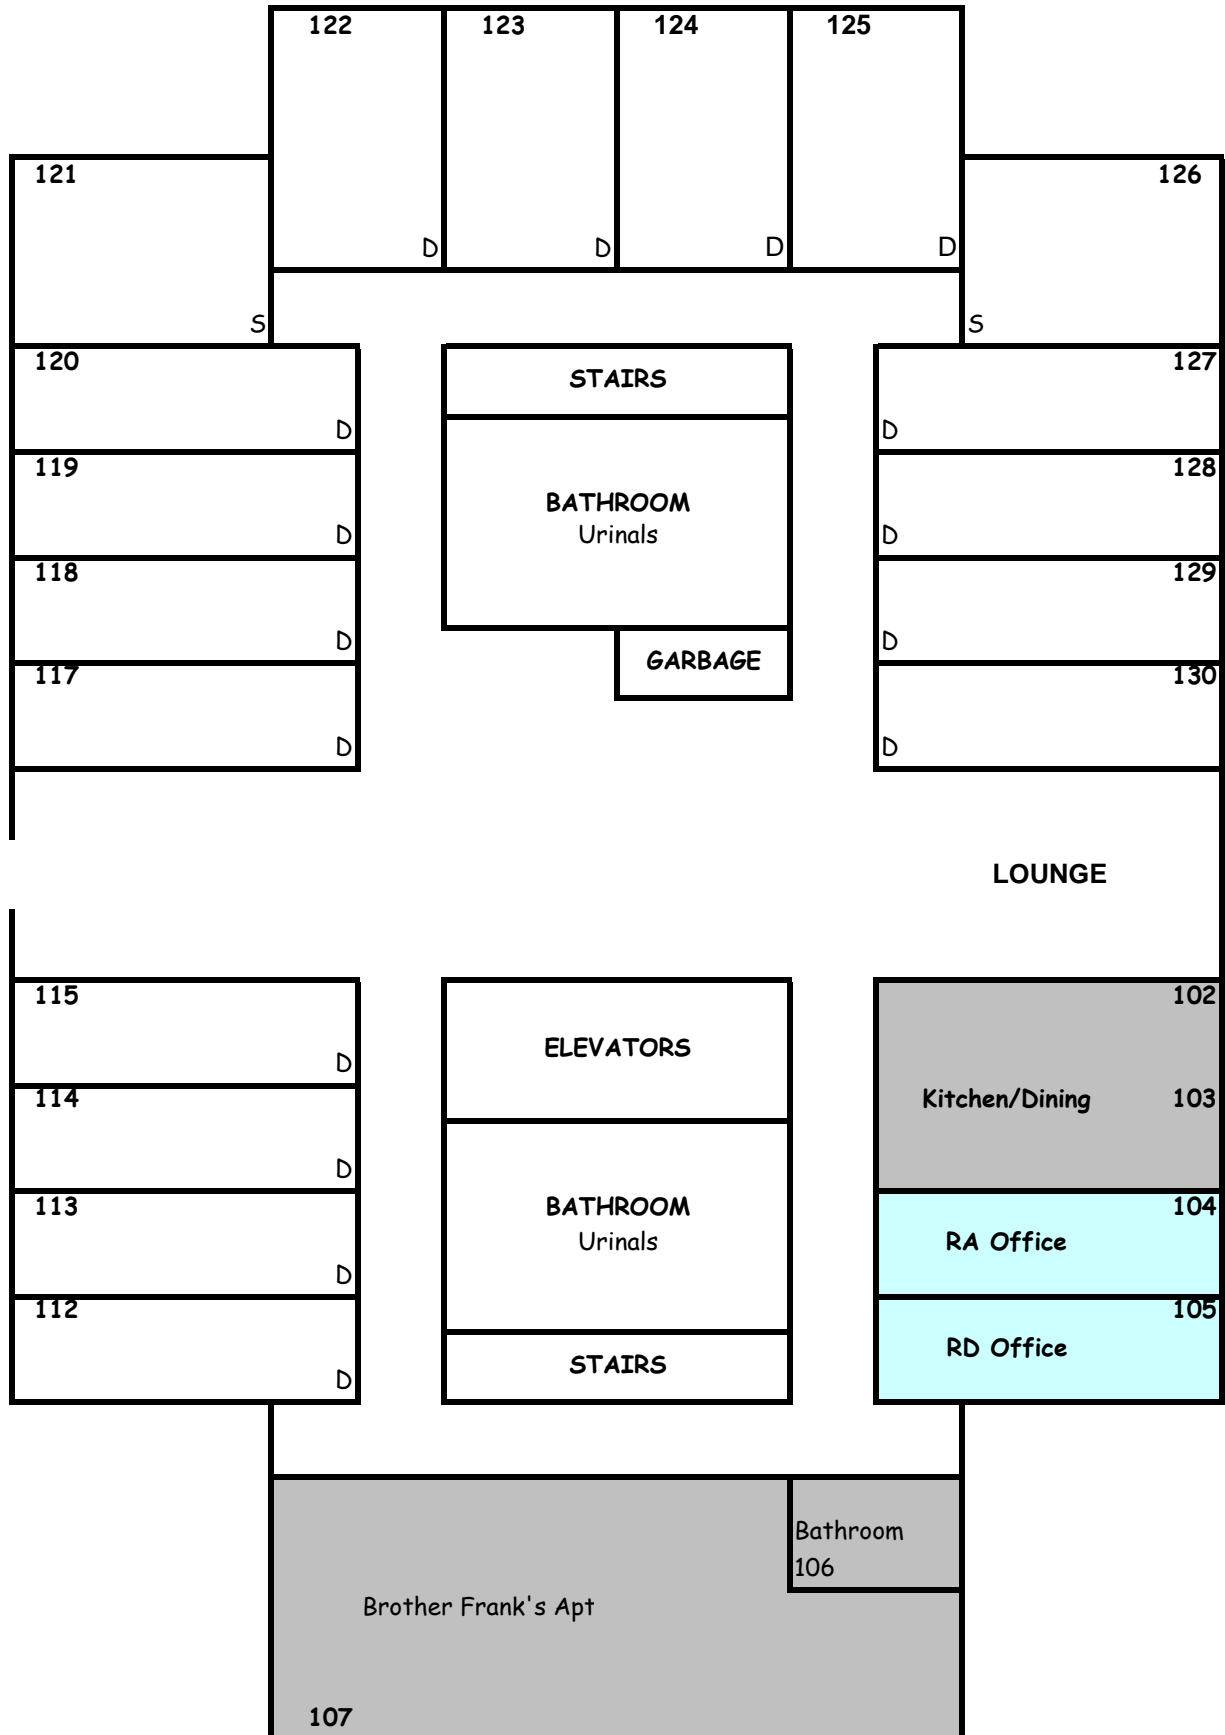 122 123 124 125
121 126
D D D D
S S
120 STAIRS 127
D D
119 128
BATHROOM
Urinals
D D
118 129
D GARBAGE D
117 130
D D
LOUNGE
115 102
ELEVATORS
D
114 Kitchen/Dining 103
D
113 BATHROOM 104
Urinals RA Office
D
112 105
RD Office
STAIRS
D
Bathroom
106
Brother Frank's Apt
107